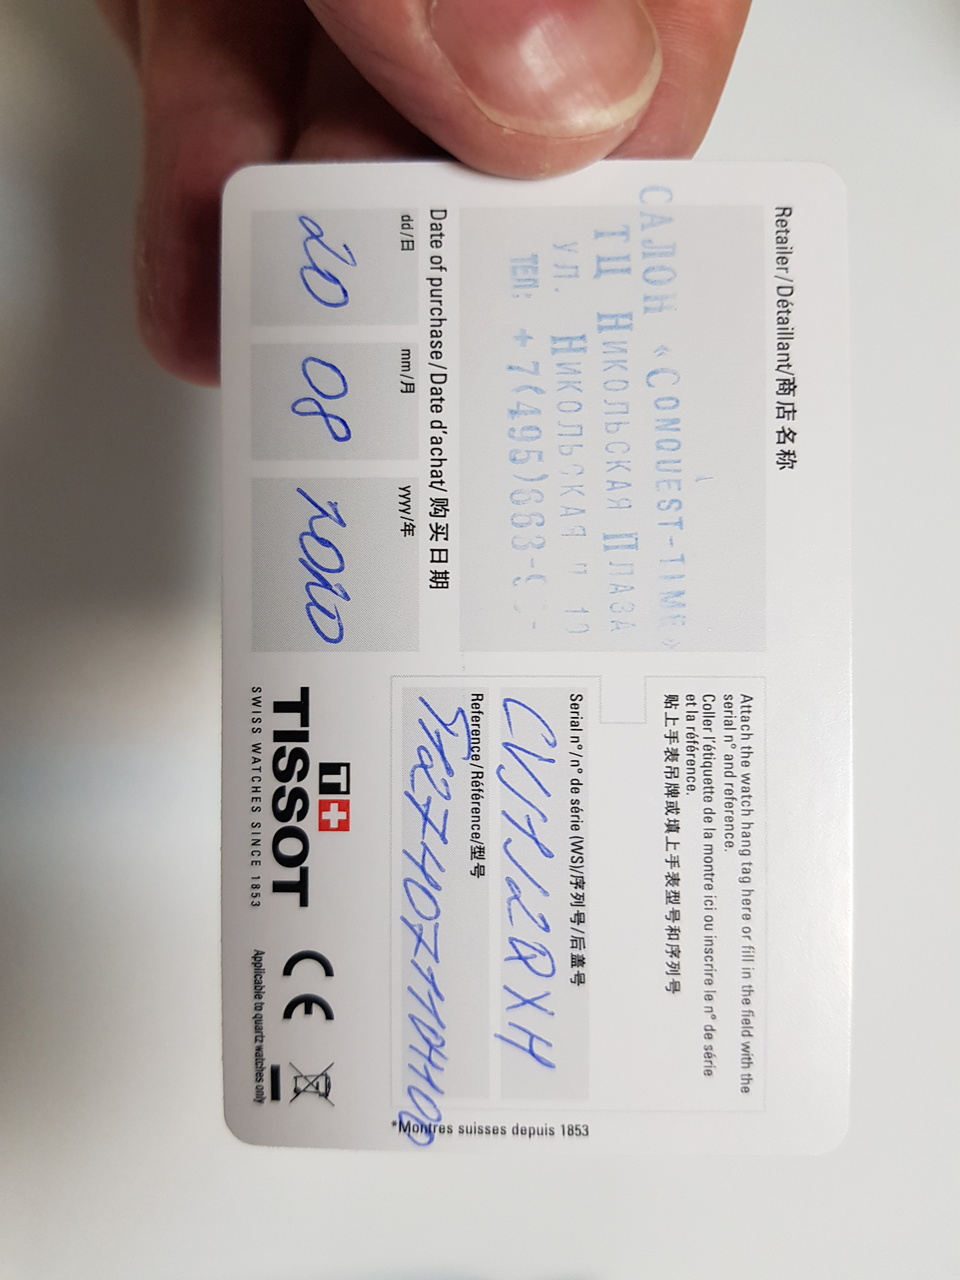 Retailer/Détaillant/商店名称
САЛОН «CONQUEST-TIME»
ТЦ НИКОЛЬСКАЯ ПЛАЗА
УЛ. НИКОЛЬСКАЯ
ТЕЛ: +7(495)663-
Date of purchase/Date d'achat/购买日期
dd/日 mm/月 yyyy/年
20 08 2020
Attach the watch hang tag here or fill in the field with the
serial n° and reference.
Coller l'étiquette de la montre ici ou inscrire le n° de série
et la référence.
贴上手表吊牌或填上手表型号和序列号
Serial n°/n° de série (WS)/序列号/后盖号
Reference/Référence/型号
T+
TISSOT
SWISS WATCHES SINCE 1853
CE
Applicable to quartz watches only
*Montres suisses depuis 1853